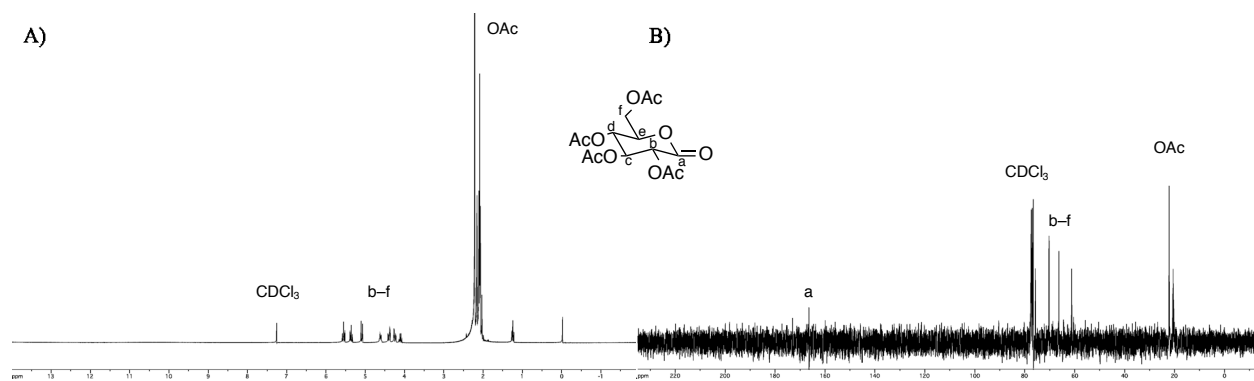 A)
OAc
CDCl3
b–f
ppm 13 12 11 10 9 8 7 6 5 4 3 2 1 0 -1
OAc
f
d
AcO
e
O
b
AcO
c
a
O
OAc
B)
OAc
CDCl3
b–f
a
ppm 220 200 180 160 140 120 100 80 60 40 20 0